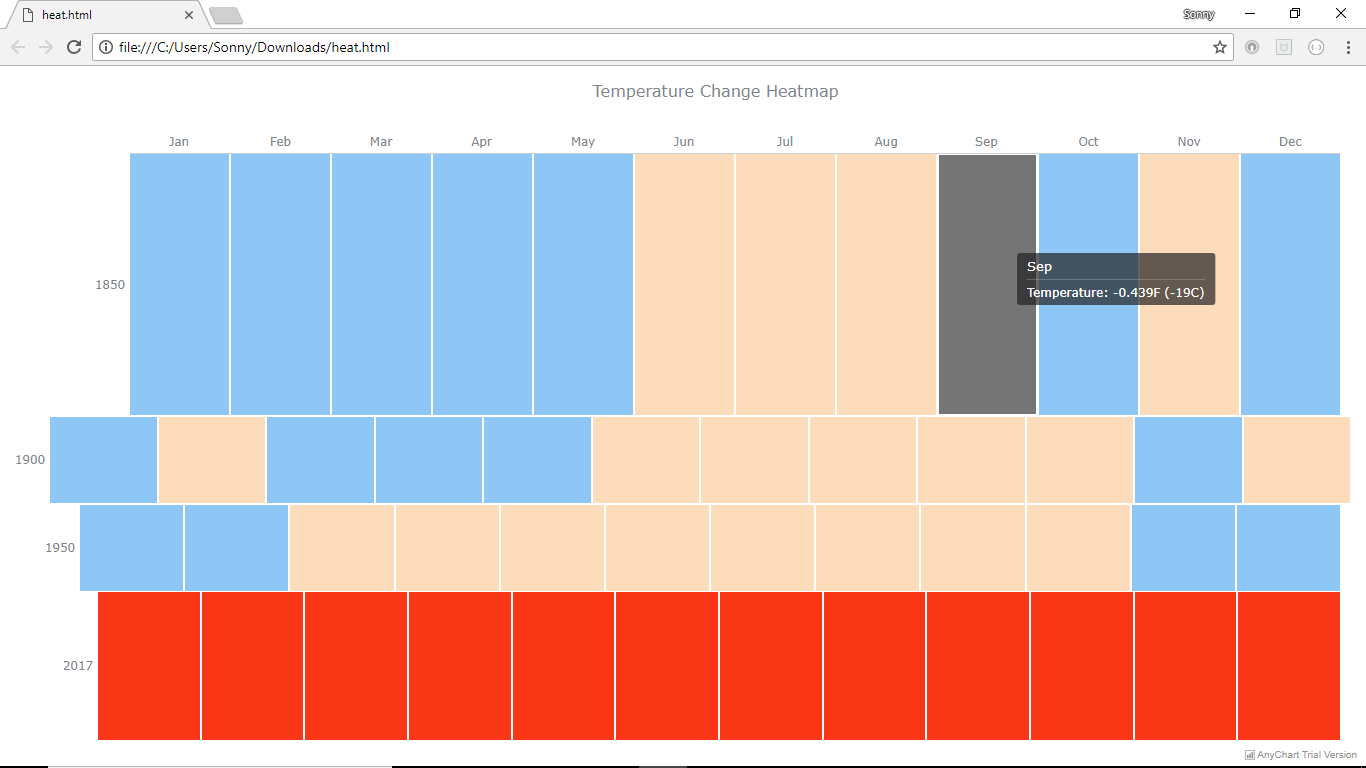 heat.html
Sonny
file:///C:/Users/Sonny/Downloads/heat.html
Temperature Change Heatmap
Jan Feb Mar Apr May Jun Jul Aug Sep Oct Nov Dec
Sep
1850
Temperature: -0.439F (-19C)
1900
1950
2017
AnyChart Trial Version